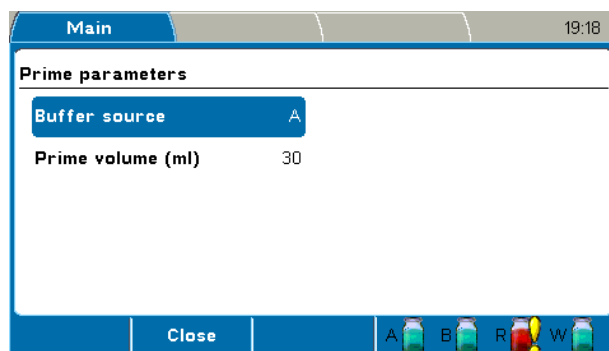 Main 19:18
Prime parameters
Buffer source A
Prime volume (ml) 30
Close A B R W